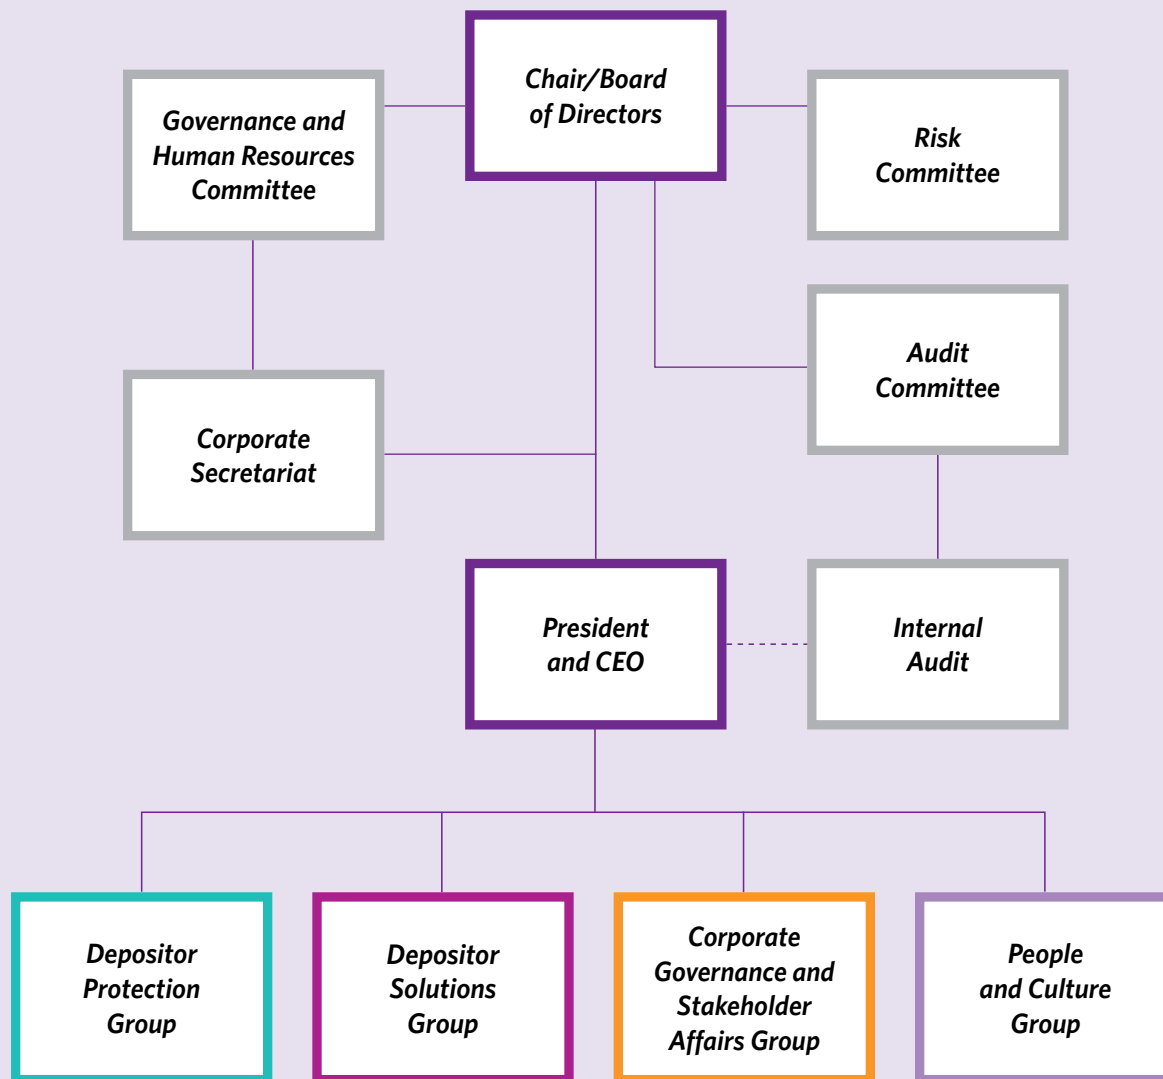 Chair/Board
of Directors
Governance and
Human Resources
Committee
Risk
Committee
Audit
Committee
Corporate
Secretariat
President
and CEO
Internal
Audit
Depositor
Protection
Group
Depositor
Solutions
Group
Corporate
Governance and
Stakeholder
Affairs Group
People
and Culture
Group